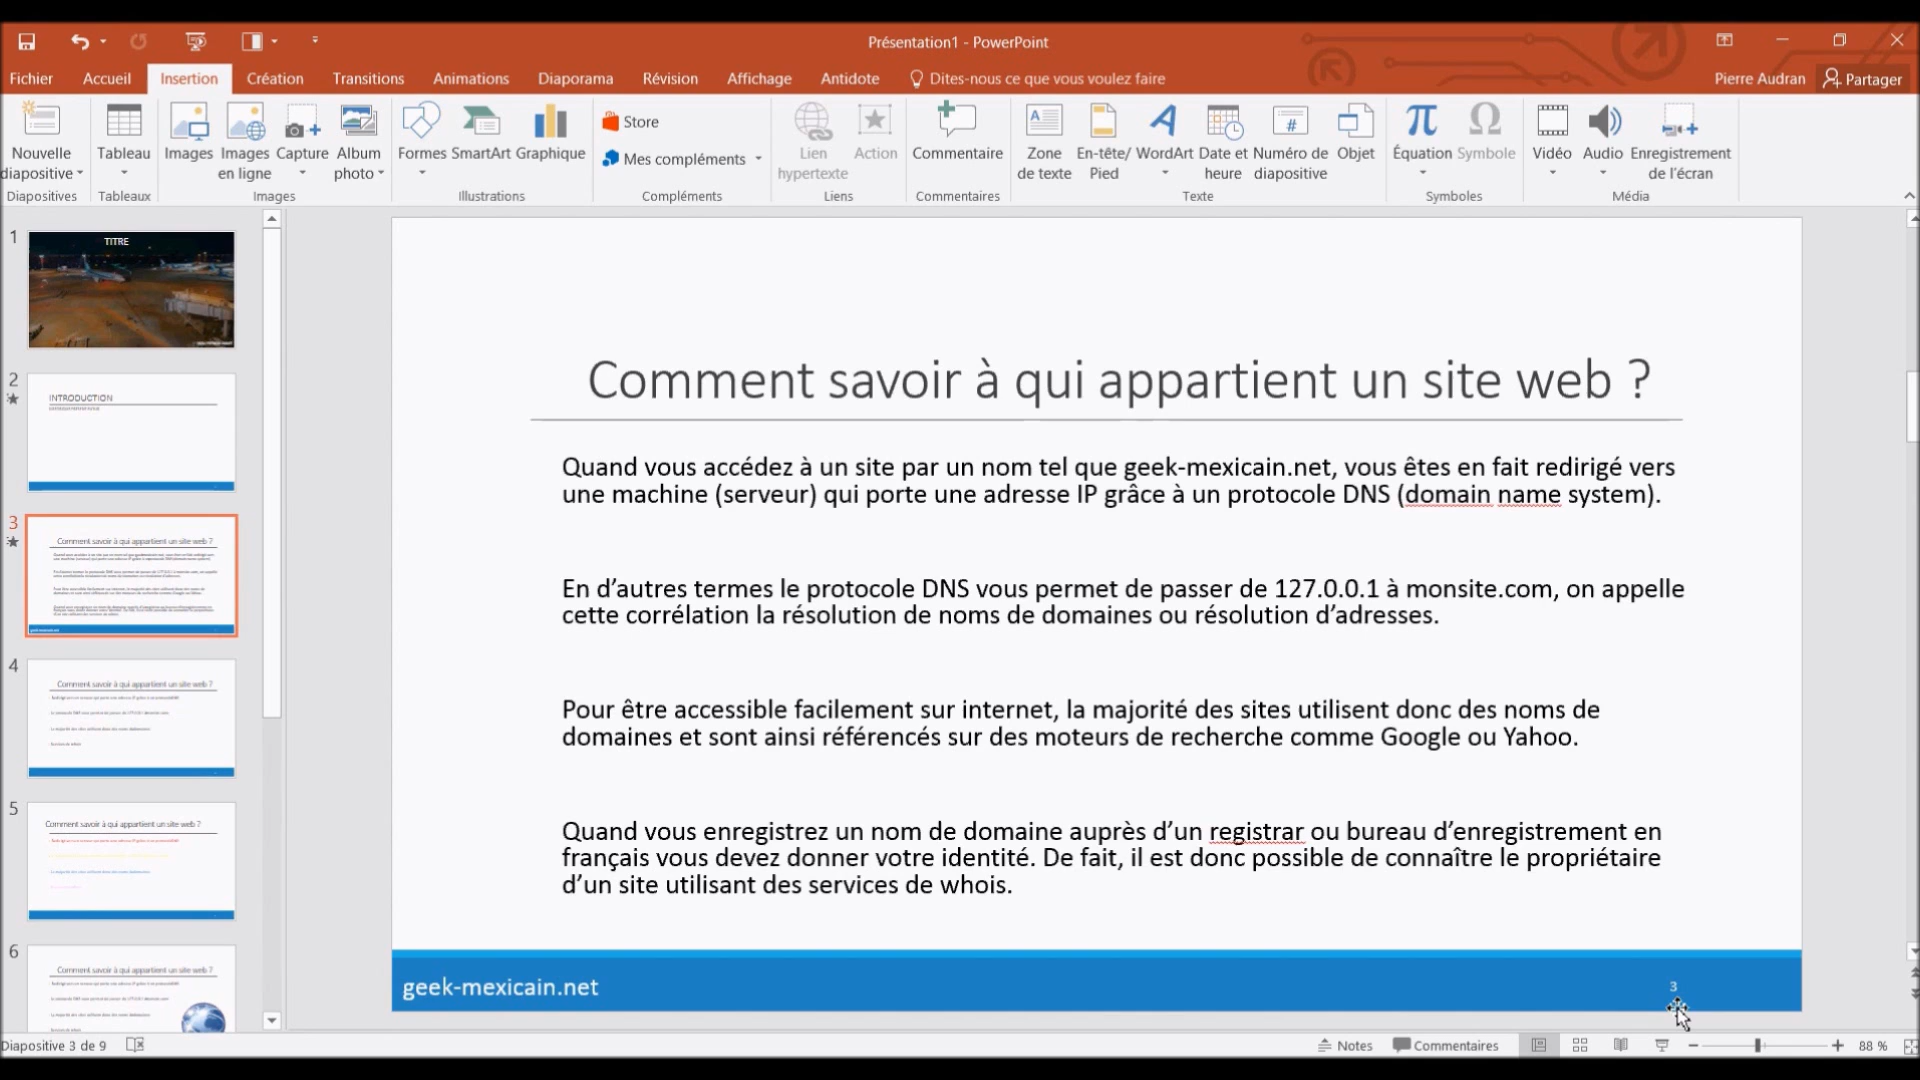 Présentation1 - PowerPoint
Fichier Accueil Insertion Création Transitions Animations Diaporama Révision Affichage Antidote Dites-nous ce que vous voulez faire Pierre Audran Partager
Nouvelle diapositive
Tableau
Images
Images en ligne
Capture
Album photo
Formes
SmartArt
Graphique
Store
Mes compléments
Lien hypertexte
Action
Commentaire
Zone de texte
En-tête/ Pied
WordArt
Date et heure
Numéro de diapositive
Objet
Équation
Symbole
Vidéo
Audio
Enregistrement de l'écran
Diapositives Tableaux Images Illustrations Compléments Liens Commentaires Texte Symboles Média
1
TITRE
2
INTRODUCTION
3
Comment savoir à qui appartient un site web ?
geek-mexicain.net
4
Comment savoir à qui appartient un site web ?
5
Comment savoir à qui appartient un site web ?
6
Comment savoir à qui appartient un site web ?
Comment savoir à qui appartient un site web ?
Quand vous accédez à un site par un nom tel que geek-mexicain.net, vous êtes en fait redirigé vers
une machine (serveur) qui porte une adresse IP grâce à un protocole DNS (domain name system).
En d’autres termes le protocole DNS vous permet de passer de 127.0.0.1 à monsite.com, on appelle
cette corrélation la résolution de noms de domaines ou résolution d’adresses.
Pour être accessible facilement sur internet, la majorité des sites utilisent donc des noms de
domaines et sont ainsi référencés sur des moteurs de recherche comme Google ou Yahoo.
Quand vous enregistrez un nom de domaine auprès d’un registrar ou bureau d’enregistrement en
français vous devez donner votre identité. De fait, il est donc possible de connaître le propriétaire
d’un site utilisant des services de whois.
geek-mexicain.net
3
Diapositive 3 de 9 Notes Commentaires 88 %